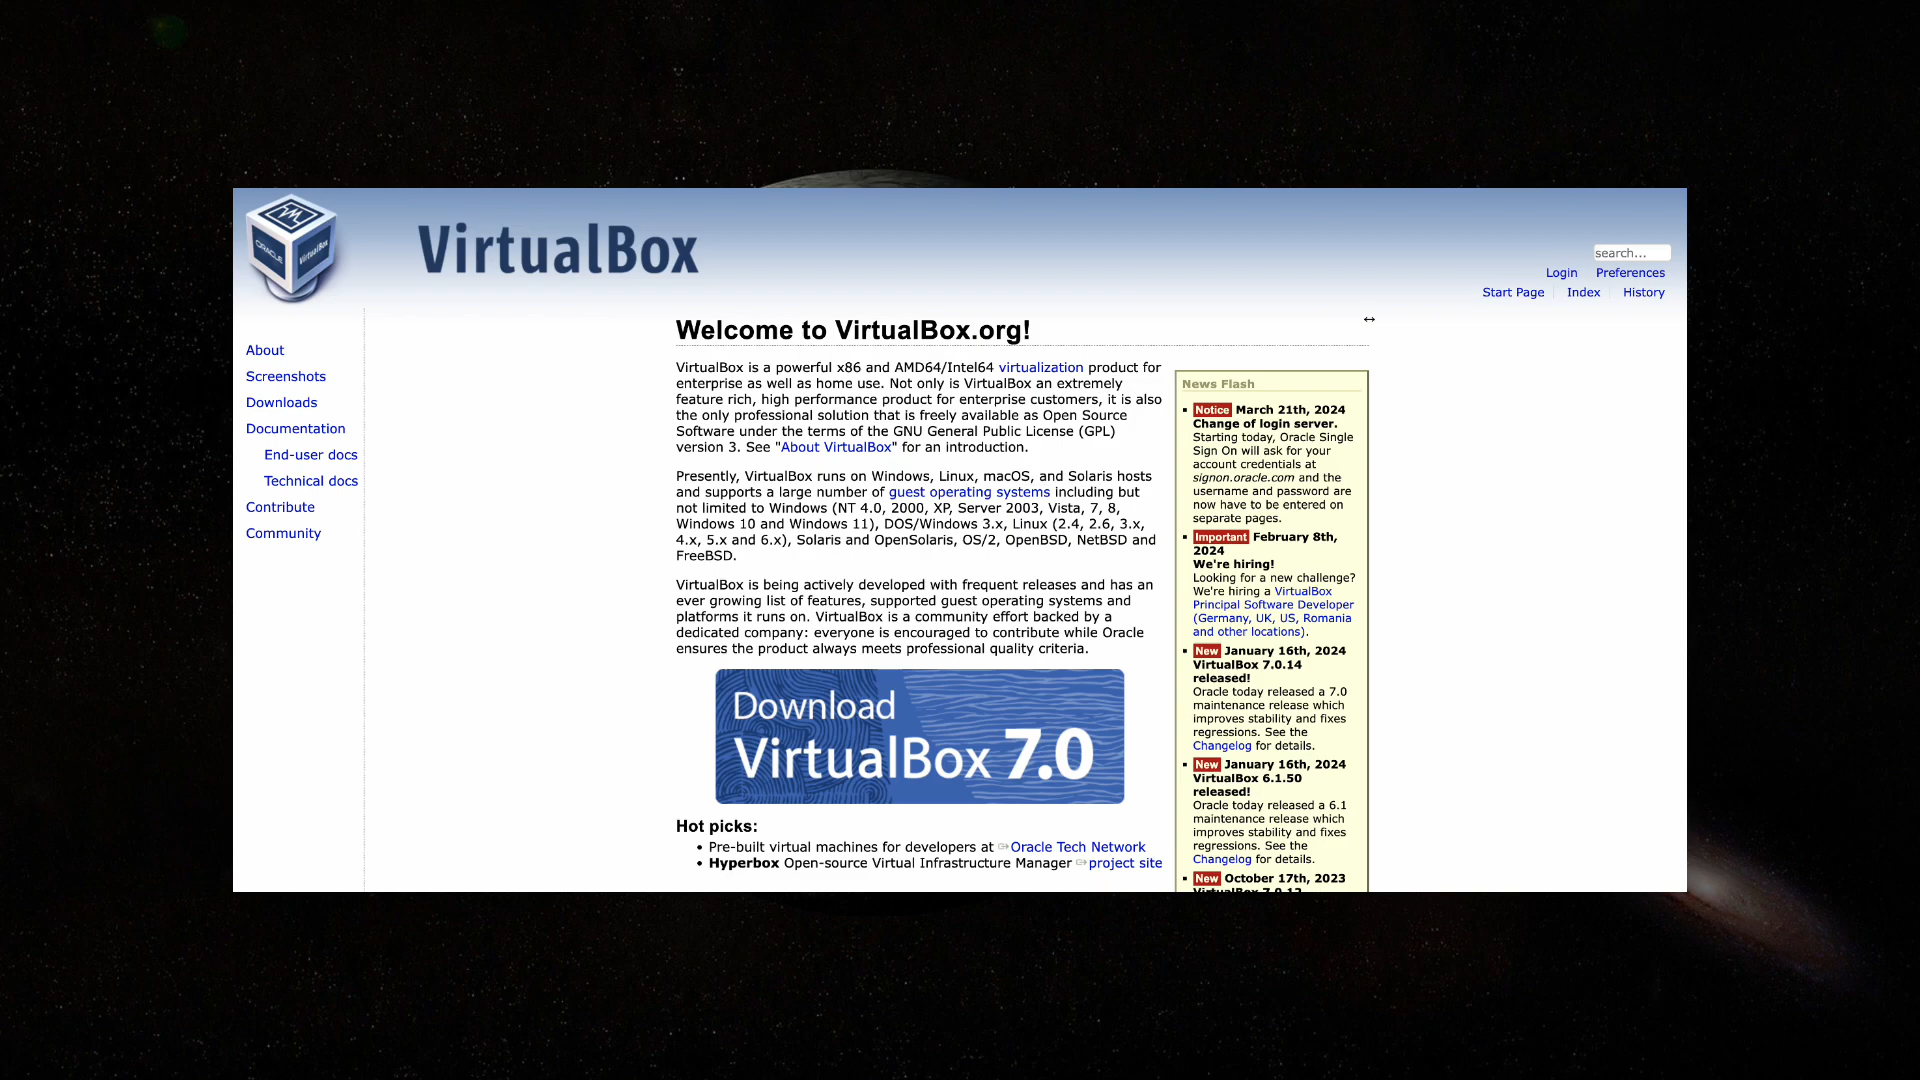 ORACLE
VirtualBox
VirtualBox
search...
Login Preferences
Start Page Index History
About
Screenshots
Downloads
Documentation
End-user docs
Technical docs
Contribute
Community
Welcome to VirtualBox.org!
VirtualBox is a powerful x86 and AMD64/Intel64 virtualization product for
enterprise as well as home use. Not only is VirtualBox an extremely
feature rich, high performance product for enterprise customers, it is also
the only professional solution that is freely available as Open Source
Software under the terms of the GNU General Public License (GPL)
version 3. See "About VirtualBox" for an introduction.
Presently, VirtualBox runs on Windows, Linux, macOS, and Solaris hosts
and supports a large number of guest operating systems including but
not limited to Windows (NT 4.0, 2000, XP, Server 2003, Vista, 7, 8,
Windows 10 and Windows 11), DOS/Windows 3.x, Linux (2.4, 2.6, 3.x,
4.x, 5.x and 6.x), Solaris and OpenSolaris, OS/2, OpenBSD, NetBSD and
FreeBSD.
VirtualBox is being actively developed with frequent releases and has an
ever growing list of features, supported guest operating systems and
platforms it runs on. VirtualBox is a community effort backed by a
dedicated company: everyone is encouraged to contribute while Oracle
ensures the product always meets professional quality criteria.
Download
VirtualBox 7.0
Hot picks:
• Pre-built virtual machines for developers at Oracle Tech Network
• Hyperbox Open-source Virtual Infrastructure Manager project site
News Flash
Notice March 21th, 2024
Change of login server.
Starting today, Oracle Single
Sign On will ask for your
account credentials at
signon.oracle.com and the
username and password are
now have to be entered on
separate pages.
Important February 8th,
2024
We're hiring!
Looking for a new challenge?
We're hiring a VirtualBox
Principal Software Developer
(Germany, UK, US, Romania
and other locations).
New January 16th, 2024
VirtualBox 7.0.14
released!
Oracle today released a 7.0
maintenance release which
improves stability and fixes
regressions. See the
Changelog for details.
New January 16th, 2024
VirtualBox 6.1.50
released!
Oracle today released a 6.1
maintenance release which
improves stability and fixes
regressions. See the
Changelog for details.
New October 17th, 2023
VirtualBox 7.0.12